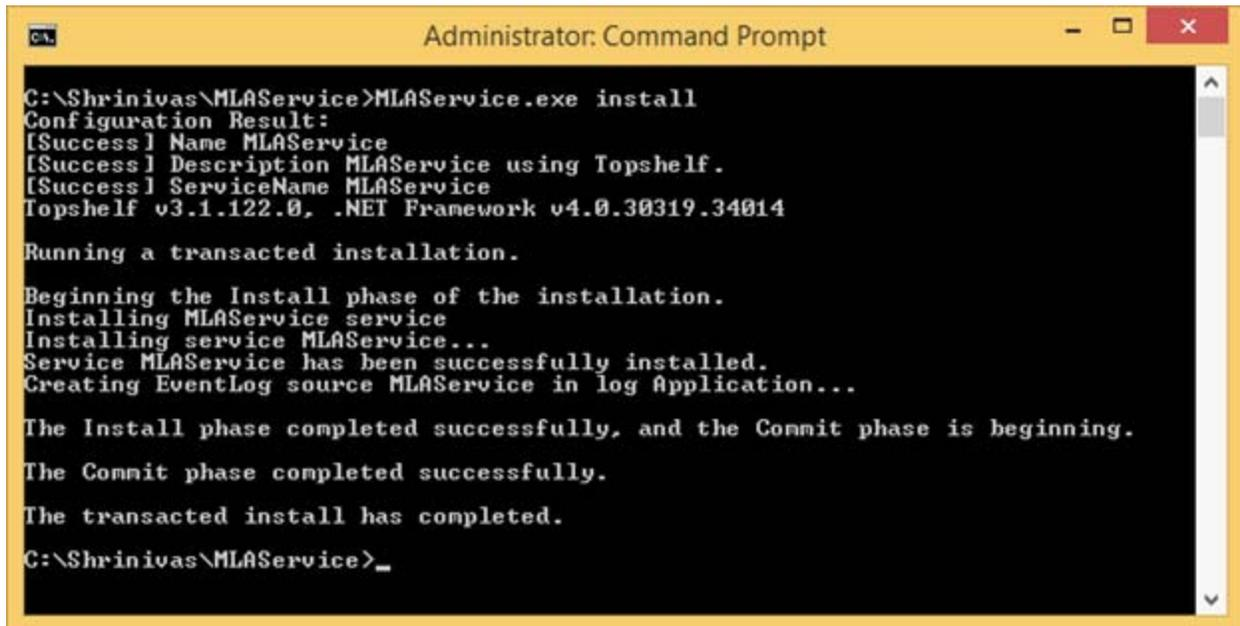 Administrator: Command Prompt
C:\Shrinivas\MLAService>MLAService.exe install
Configuration Result:
[Success] Name MLAService
[Success] Description MLAService using Topshelf.
[Success] ServiceName MLAService
Topshelf v3.1.122.0, .NET Framework v4.0.30319.34014
Running a transacted installation.
Beginning the Install phase of the installation.
Installing MLAService service
Installing service MLAService...
Service MLAService has been successfully installed.
Creating EventLog source MLAService in log Application...
The Install phase completed successfully, and the Commit phase is beginning.
The Commit phase completed successfully.
The transacted install has completed.
C:\Shrinivas\MLAService>_